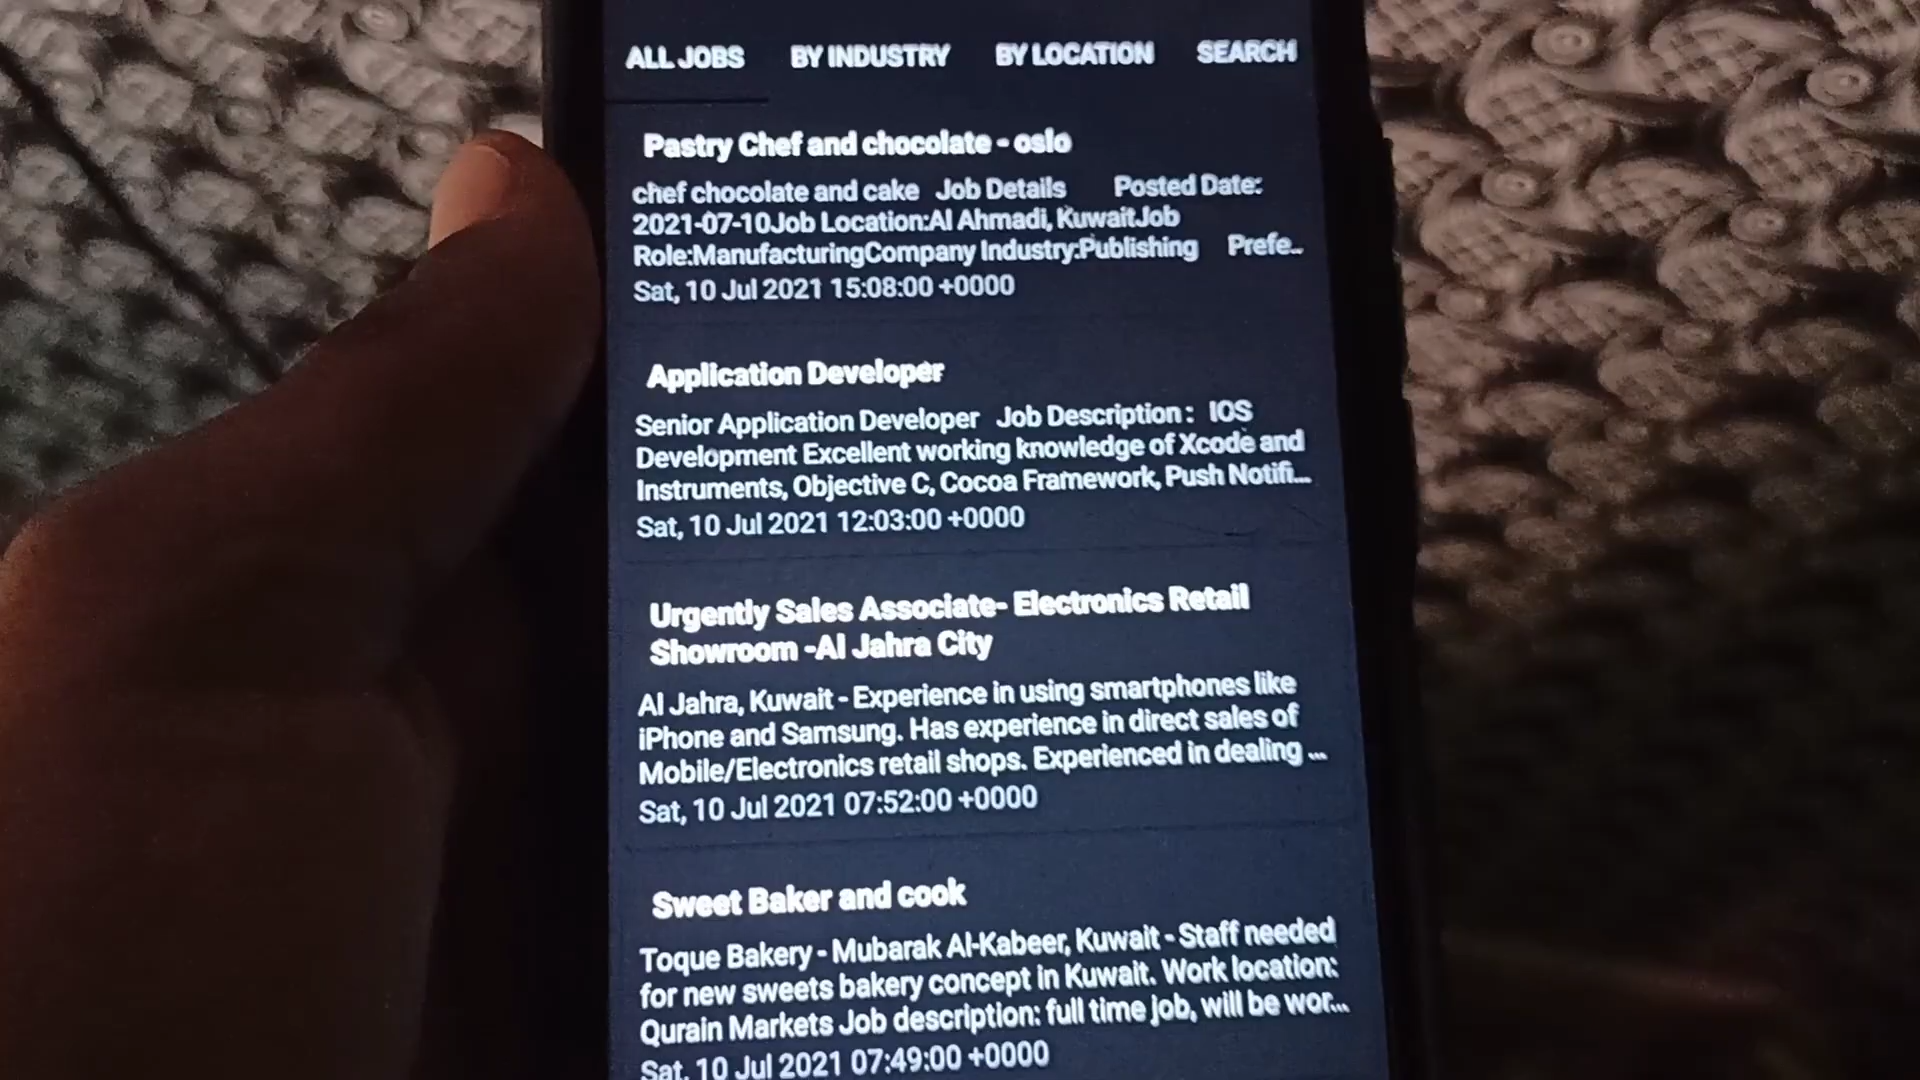 ALL JOBS BY INDUSTRY BY LOCATION SEARCH
Pastry Chef and chocolate - oslo
chef chocolate and cake Job Details Posted Date:
2021-07-10Job Location:Al Ahmadi, KuwaitJob
Role:ManufacturingCompany Industry:Publishing Prefe..
Sat, 10 Jul 2021 15:08:00 +0000
Application Developer
Senior Application Developer Job Description : IOS
Development Excellent working knowledge of Xcode and
Instruments, Objective C, Cocoa Framework, Push Notifi...
Sat, 10 Jul 2021 12:03:00 +0000
Urgently Sales Associate- Electronics Retail
Showroom -Al Jahra City
Al Jahra, Kuwait - Experience in using smartphones like
iPhone and Samsung. Has experience in direct sales of
Mobile/Electronics retail shops. Experienced in dealing ...
Sat, 10 Jul 2021 07:52:00 +0000
Sweet Baker and cook
Toque Bakery - Mubarak Al-Kabeer, Kuwait - Staff needed
for new sweets bakery concept in Kuwait. Work location:
Qurain Markets Job description: full time job, will be wor...
Sat, 10 Jul 2021 07:49:00 +0000